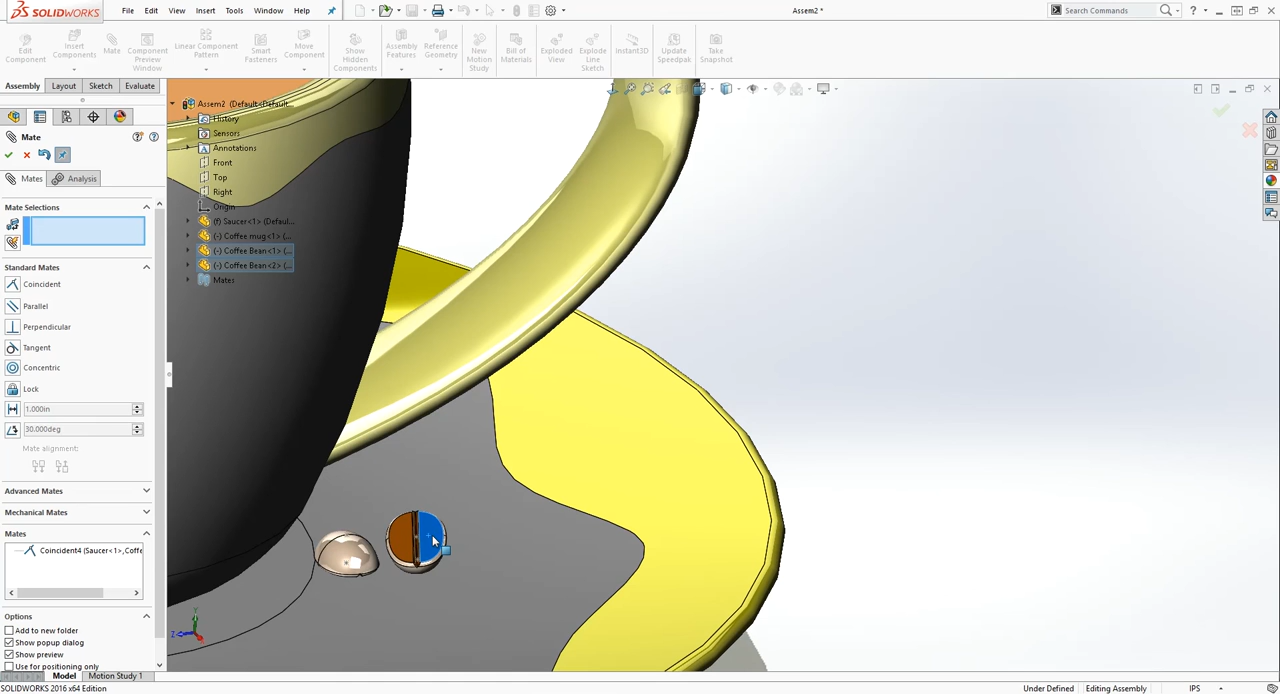 SOLIDWORKS
File Edit View Insert Tools Window Help
Assem2 *
Search Commands
Edit Component
Insert Components
Mate
Component Preview Window
Linear Component Pattern
Smart Fasteners
Move Component
Show Hidden Components
Assembly Features
Reference Geometry
New Motion Study
Bill of Materials
Exploded View
Explode Line Sketch
Instant3D
Update Speedpak
Take Snapshot
Assembly Layout Sketch Evaluate
Assem2 (Default<Default...
History
Sensors
Annotations
Front
Top
Right
Origin
(f) Saucer<1> (Defaul...
(-) Coffee mug<1> (...
(-) Coffee Bean<1> (...
(-) Coffee Bean<2> (...
Mates
Mate
Mates Analysis
Mate Selections
Standard Mates
Coincident
Parallel
Perpendicular
Tangent
Concentric
Lock
1.000in
30.000deg
Mate alignment:
Advanced Mates
Mechanical Mates
Mates
Coincident4 (Saucer<1>,Coffe
Options
Add to new folder
Show popup dialog
Show preview
Use for positioning only
Y
Z
Model Motion Study 1
SOLIDWORKS 2016 x64 Edition
Under Defined Editing Assembly IPS